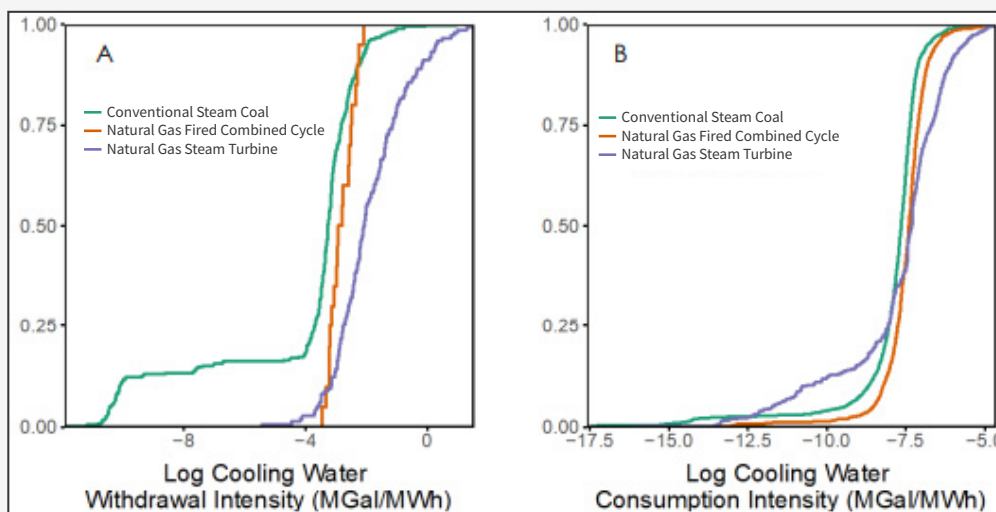 A
B
Conventional Steam Coal
Natural Gas Fired Combined Cycle
Natural Gas Steam Turbine
Conventional Steam Coal
Natural Gas Fired Combined Cycle
Natural Gas Steam Turbine
1.00
0.75
0.50
0.25
0.00
1.00
0.75
0.50
0.25
0.00
−8
−4
0
−17.5
−15.0
−12.5
−10.0
−7.5
−5.0
Log Cooling Water
Withdrawal Intensity (MGal/MWh)
Log Cooling Water
Consumption Intensity (MGal/MWh)